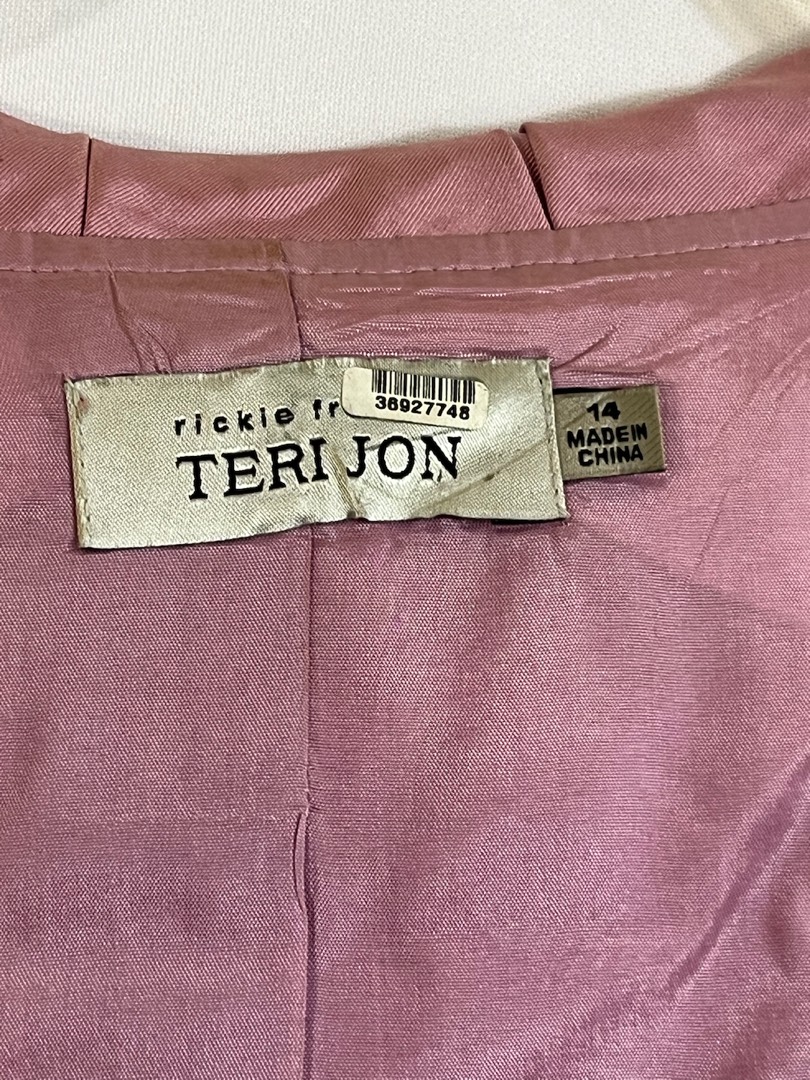 rickie fr
36927748
TERI JON
14
MADE IN
CHINA